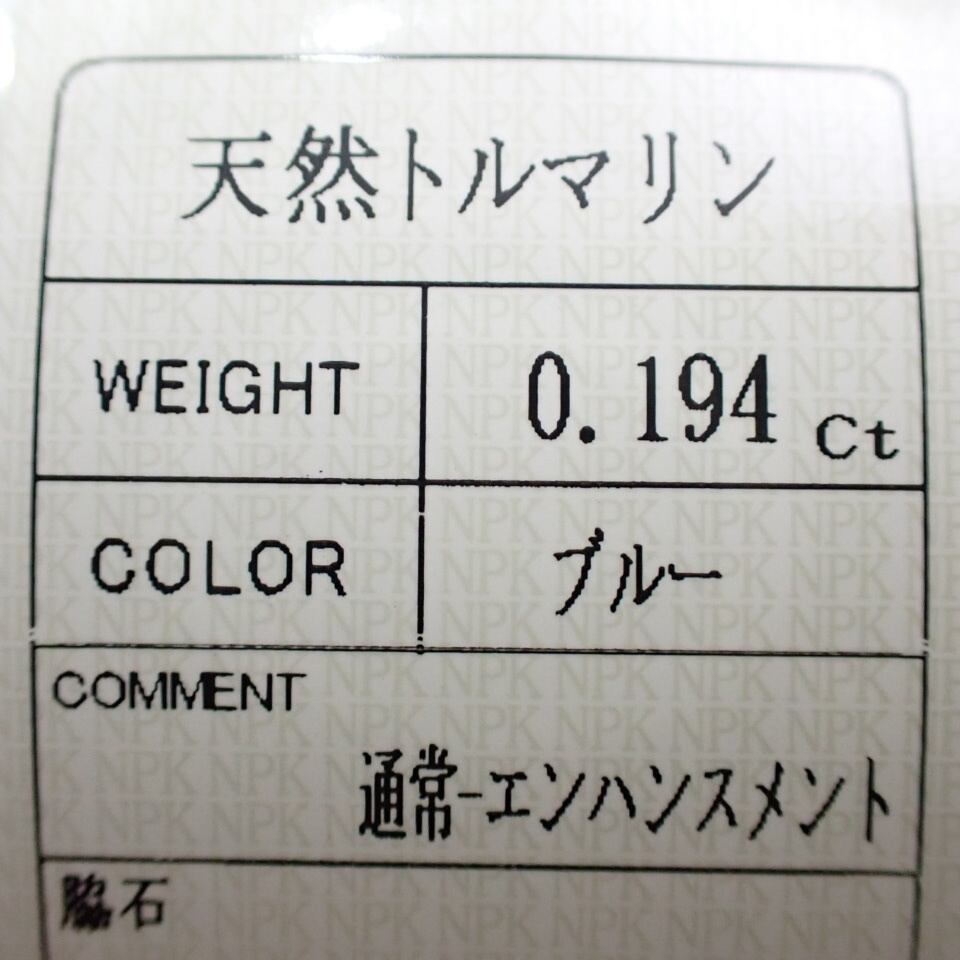 天然トルマリン
WEIGHT 0.194 Ct
COLOR ブルー
COMMENT
通常-エンハンスメント
脇石